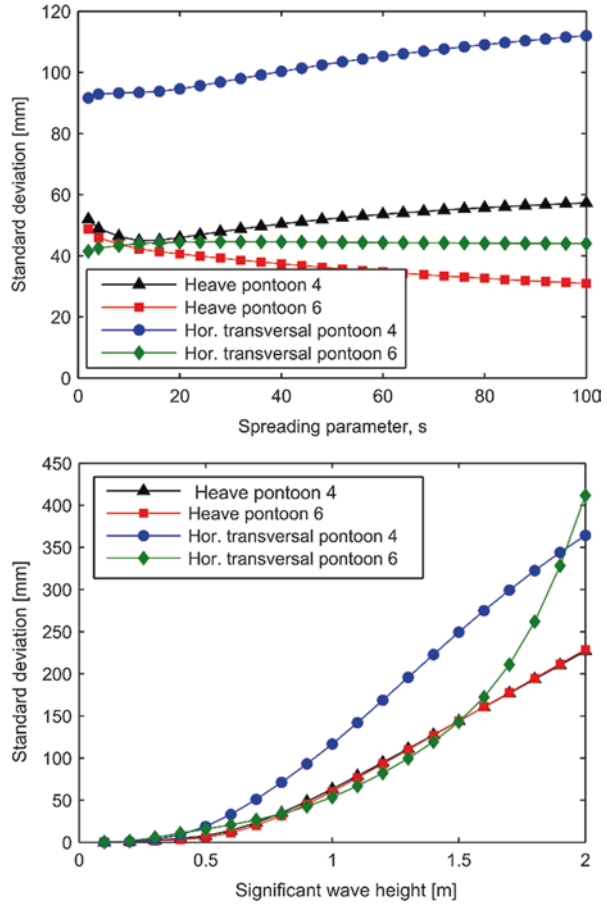 120
100
80
60
40
20
0
Standard deviation [mm]
Heave pontoon 4
Heave pontoon 6
Hor. transversal pontoon 4
Hor. transversal pontoon 6
0 20 40 60 80 100
Spreading parameter, s
450
400
350
300
250
200
150
100
50
0
Standard deviation [mm]
Heave pontoon 4
Heave pontoon 6
Hor. transversal pontoon 4
Hor. transversal pontoon 6
0 0.5 1 1.5 2
Significant wave height [m]